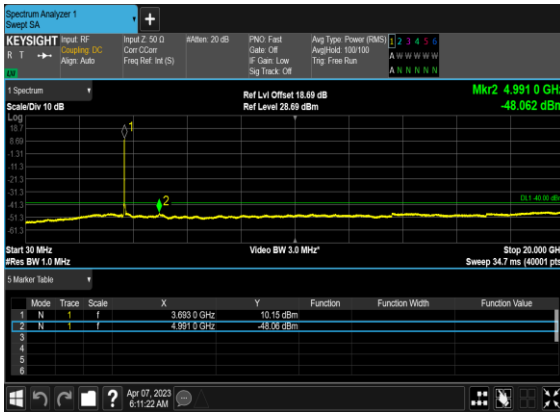 Spectrum Analyzer 1
Swept SA
+
KEYSIGHT Input: RF Input Z: 50 Ω #Atten: 20 dB PNO: Fast Avg Type: Power (RMS) 1 2 3 4 5 6
R T Coupling: DC Corr CCorr Gate: Off Avg|Hold: 100/100 A W W W W W
Align: Auto Freq Ref: Int (S) IF Gain: Low Trig: Free Run
Sig Track: Off A N N N N N
1 Spectrum Ref Lvl Offset 18.69 dB Mkr2 4.991 0 GHz
Scale/Div 10 dB Ref Level 28.69 dBm -48.062 dBm
Log
18.7 1
8.69
-1.31
-11.3
-21.3
-31.3
-41.3 2 DL1 -40.00 dBm
-51.3
-61.3
Start 30 MHz Video BW 3.0 MHz* Stop 20.000 GHz
#Res BW 1.0 MHz Sweep 34.7 ms (40001 pts)
5 Marker Table
Mode Trace Scale X Y Function Function Width Function Value
1 N 1 f 3.693 0 GHz 10.15 dBm
2 N 1 f 4.991 0 GHz -48.06 dBm
3
4
5
6
? Apr 07, 2023
6:11:22 AM